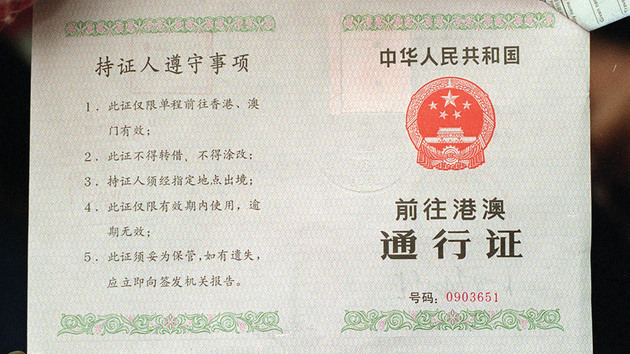 持证人遵守事项
1．此证仅限单程前往香港、澳
门有效；
2．此证不得转借，不得涂改；
3．持证人须经指定地点出境；
4．此证仅限有效期内使用，逾
期无效；
5．此证须妥为保管，如有遗失，
应立即向签发机关报告。
中华人民共和国
前往港澳
通行证
号码：0903651